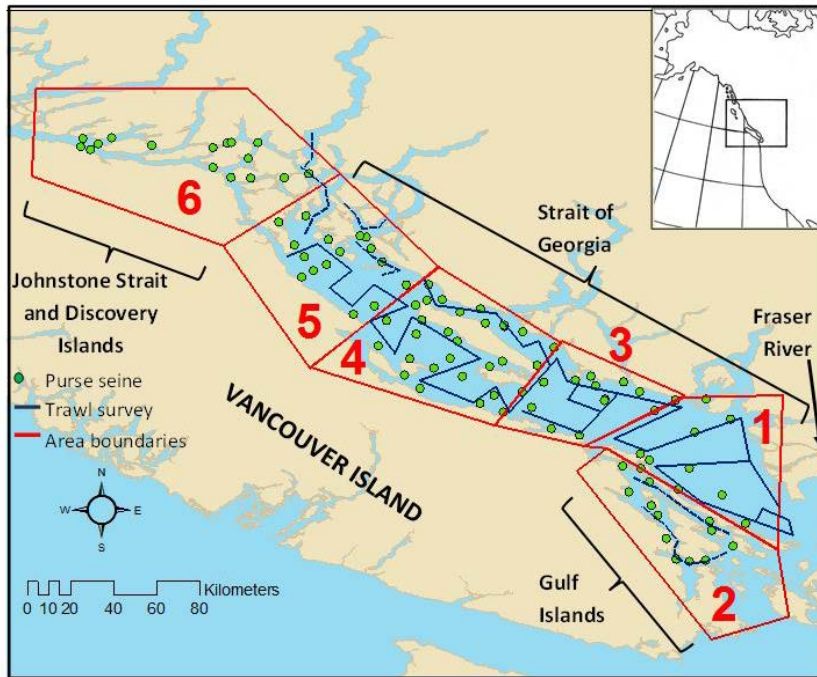 6
Strait of
Georgia
Johnstone Strait
and Discovery
Islands
5
4
3
Fraser
River
1
Purse seine
Trawl survey
Area boundaries
VANCOUVER ISLAND
N
W E
S
Kilometers
0 10 20 40 60 80
Gulf
Islands
2